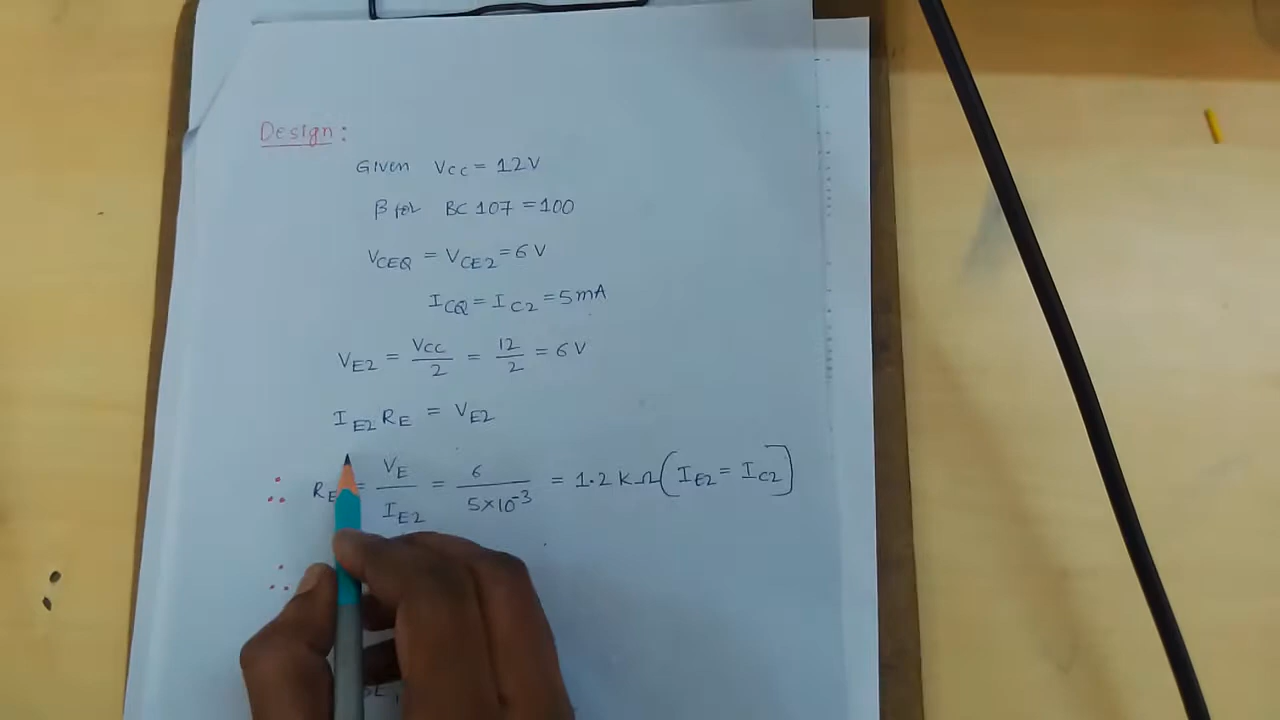 Design:
Given Vcc = 12V
β for BC 107 = 100
VCEQ = VCE2 = 6 V
ICQ = IC2 = 5mA
VE2 = Vcc/2 = 12/2 = 6 V
IE2 RE = VE2
∴ RE = VE/IE2 = 6/5×10⁻³ = 1.2 KΩ (IE2 = IC2)
∴